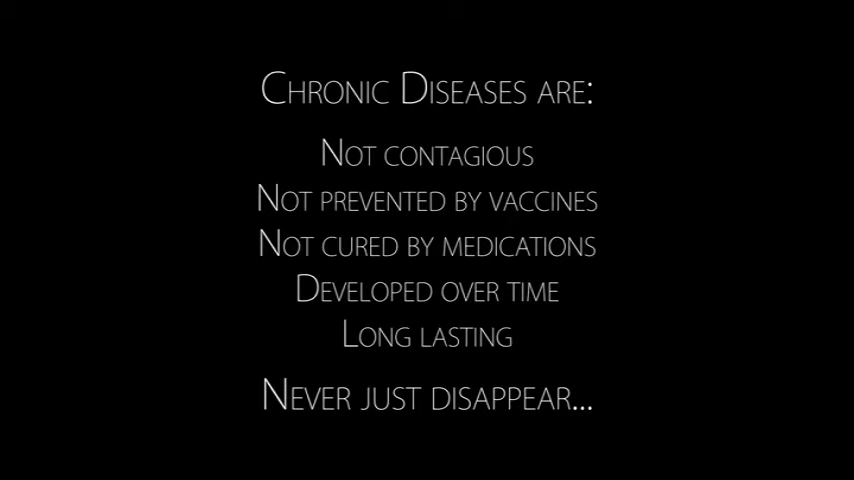 Chronic Diseases are:
Not contagious
Not prevented by vaccines
Not cured by medications
Developed over time
Long lasting
Never just disappear...